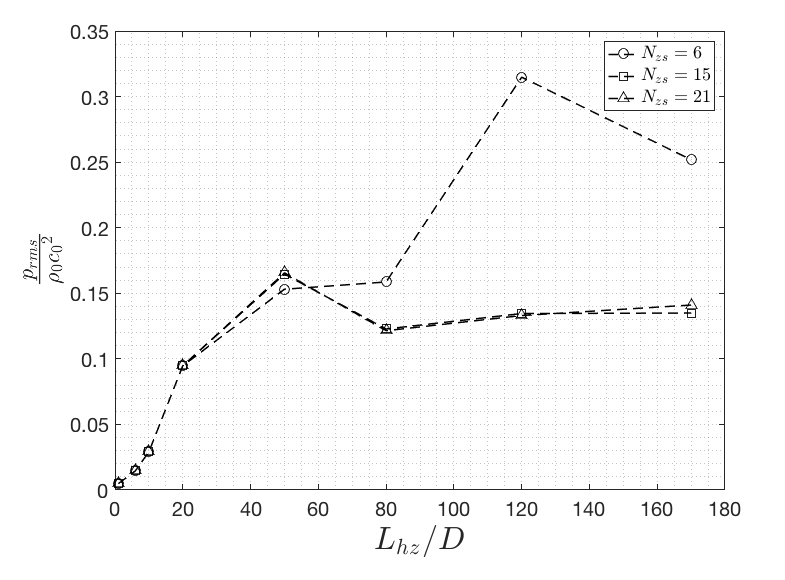 0.35
0.3
0.25
0.2
0.15
0.1
0.05
0
0 20 40 60 80 100 120 140 160 180
L_{hz}/D
\frac{p_{rms}}{\rho_0 {c_0}^2}
N_{zs} = 6
N_{zs} = 15
N_{zs} = 21